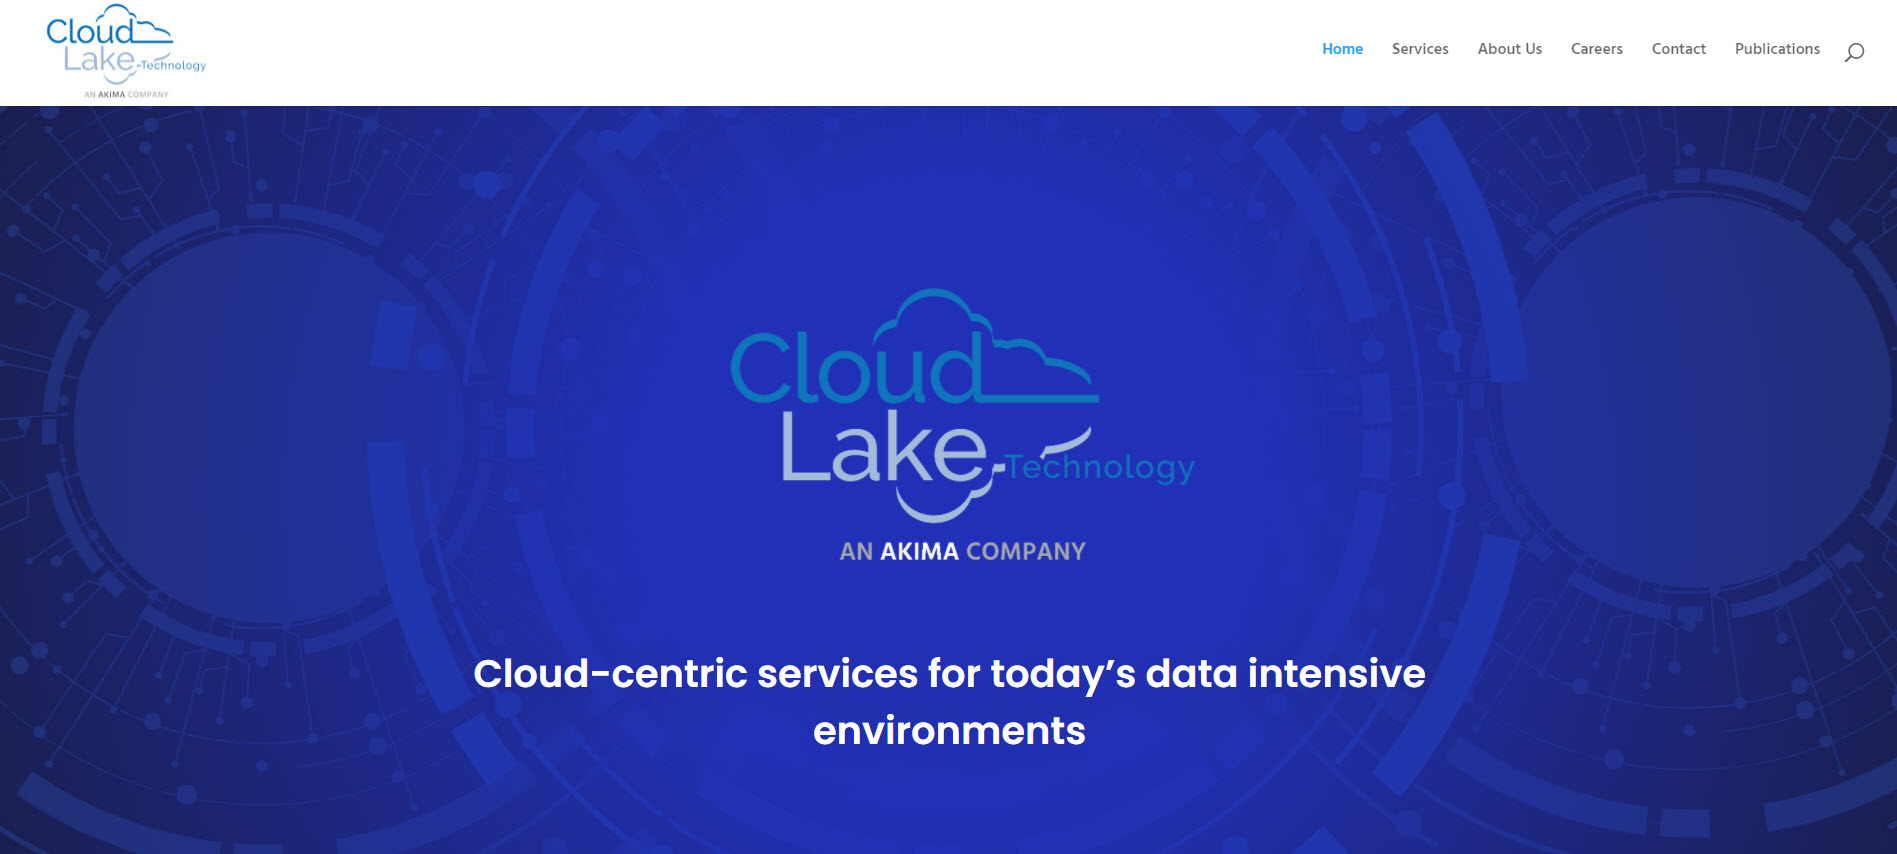 Cloud
Lake Technology
AN AKIMA COMPANY
Home Services About Us Careers Contact Publications
Cloud
Lake Technology
AN AKIMA COMPANY
Cloud-centric services for today’s data intensive
environments